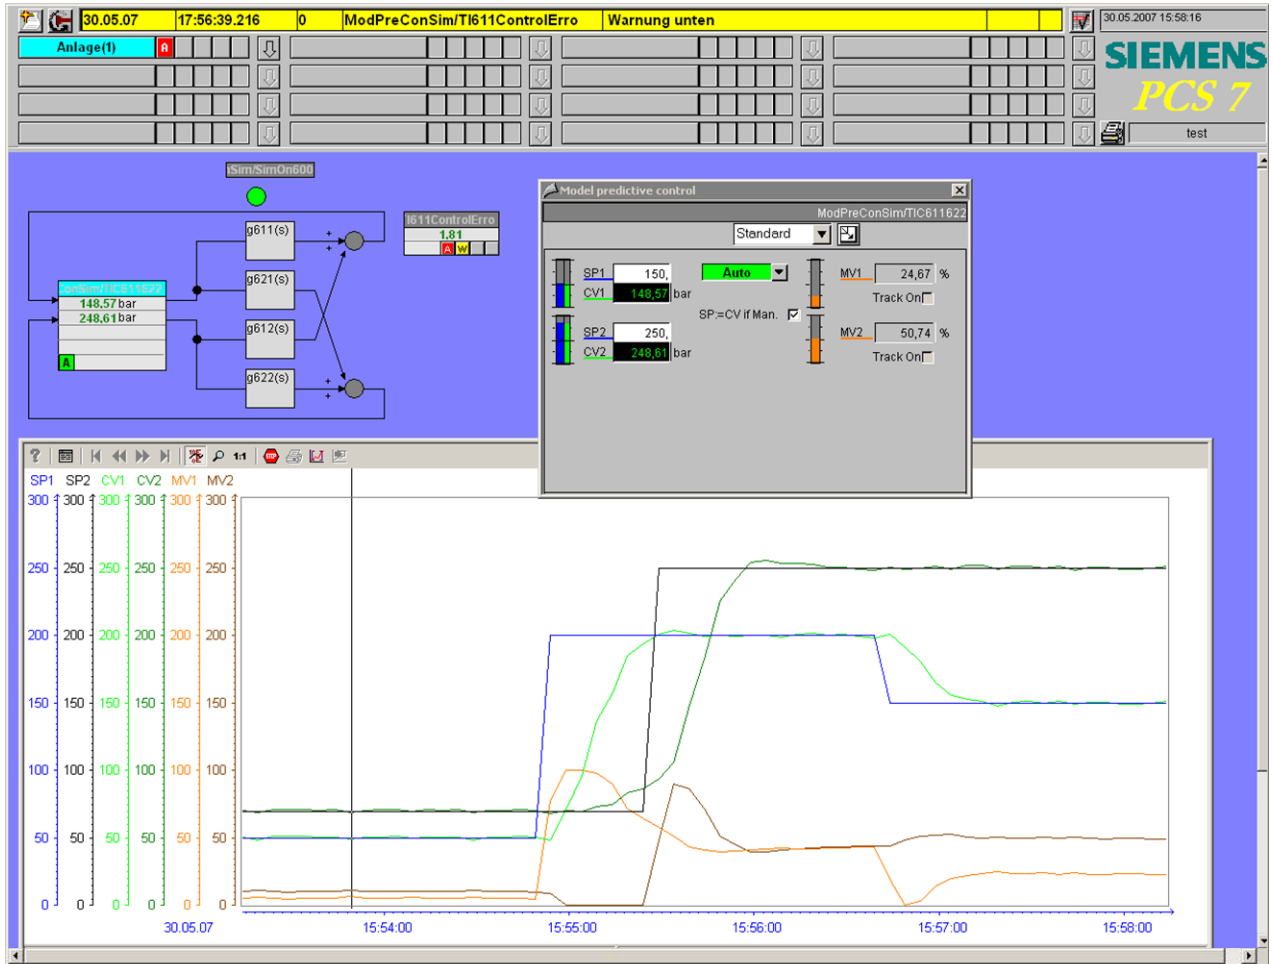 30.05.07 17:56:39.216 0 ModPreConSim/TI611ControlErro Warnung unten
30.05.2007 15:58:16
Anlage(1) A
SIEMENS
PCS 7
test
iSim/SimOn600
g611(s)
g621(s)
g612(s)
g622(s)
+
+
+
+
I611ControlErro
1,81
A W
ConSim/TIC611622
148,57 bar
248,61 bar
A
Model predictive control
ModPreConSim/TIC611622
Standard
SP1 150, Auto MV1 24,67 %
CV1 148,57 bar Track On
SP:=CV if Man.
SP2 250, MV2 50,74 %
CV2 248,61 bar Track On
? 1:1 STOP
SP1 SP2 CV1 CV2 MV1 MV2
300 300 300 300 300 300
250 250 250 250 250 250
200 200 200 200 200 200
150 150 150 150 150 150
100 100 100 100 100 100
50 50 50 50 50 50
0 0 0 0 0 0
30.05.07 15:54:00 15:55:00 15:56:00 15:57:00 15:58:00